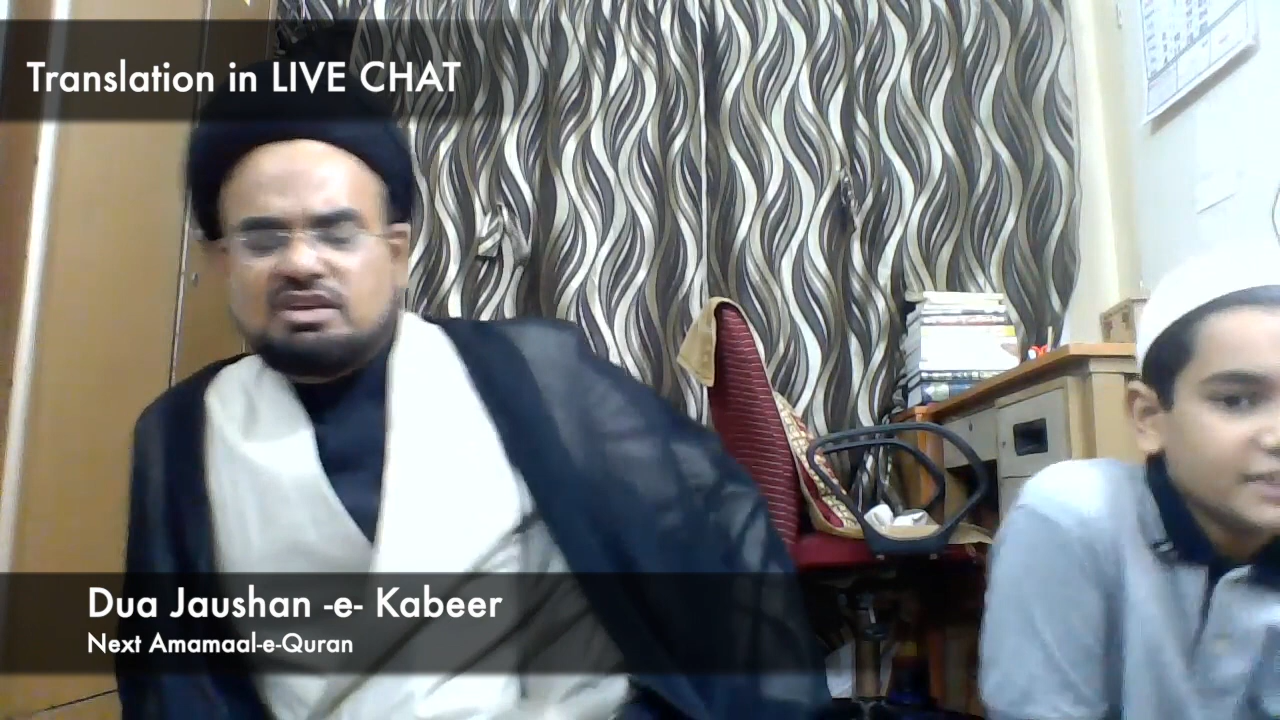 Translation in LIVE CHAT
Dua Jaushan -e- Kabeer
Next Amamaal-e-Quran